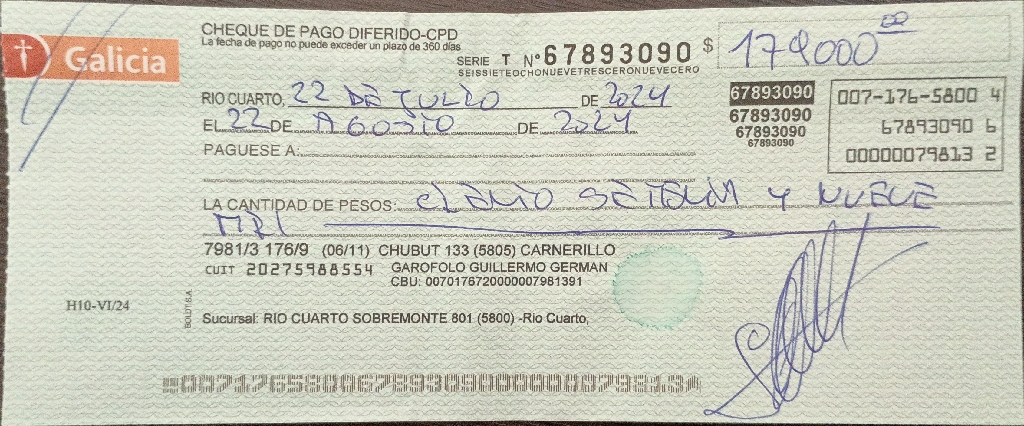 Galicia
CHEQUE DE PAGO DIFERIDO-CPD
La fecha de pago no puede exceder un plazo de 360 días
SERIE T Nº 67893090 $ 179000 00
SEISSIETEOCHONUEVETRESCERONUEVECERO
RIO CUARTO, 22 DE JULIO DE 2024
EL 22 DE AGOSTO DE 2024
67893090
67893090
67893090
67893090
007-176-5800 4
67893090 6
00000079813 2
PAGUESE A:
LA CANTIDAD DE PESOS: CIENTO SETENTA Y NUEVE
MIL
7981/3 176/9 (06/11) CHUBUT 133 (5805) CARNERILLO
CUIT 20275988554 GAROFOLO GUILLERMO GERMAN
CBU: 0070176720000007981391
H10-VI/24
BOLDT S.A
Sucursal: RIO CUARTO SOBREMONTE 801 (5800) -Rio Cuarto,